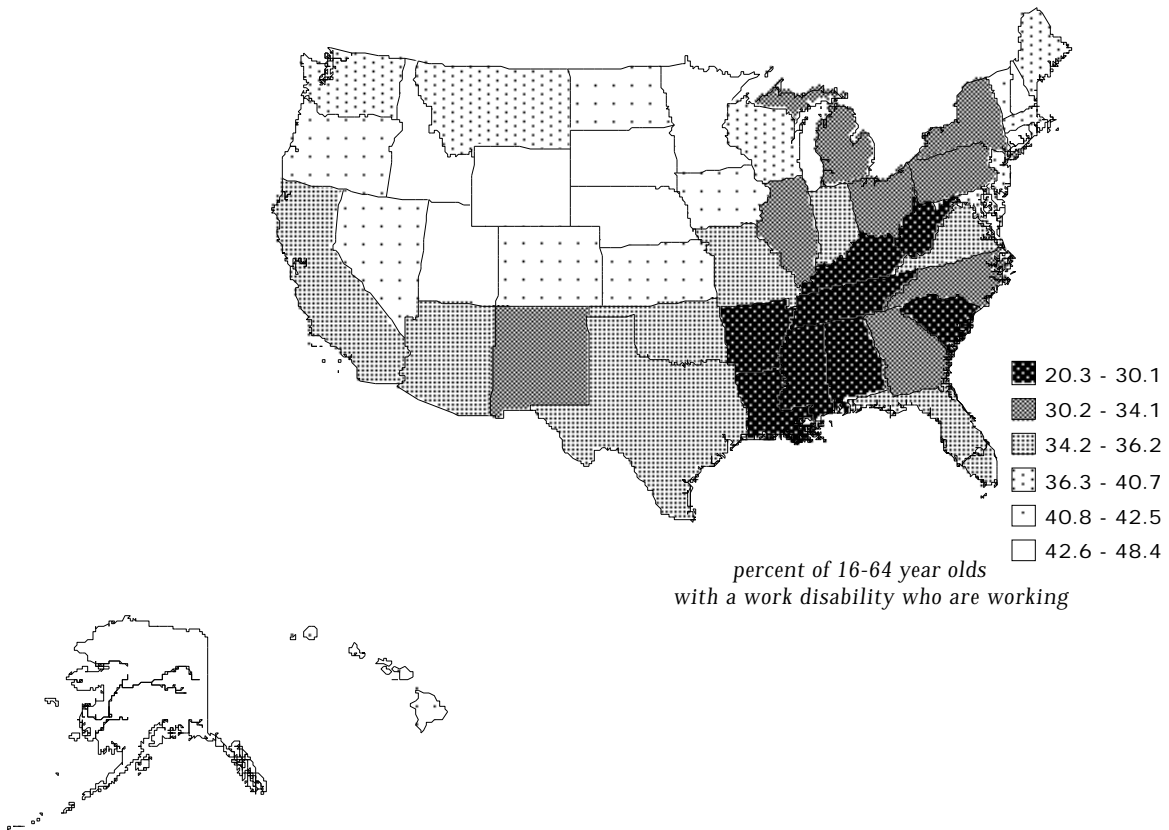 20.3 - 30.1
30.2 - 34.1
34.2 - 36.2
36.3 - 40.7
40.8 - 42.5
42.6 - 48.4
percent of 16-64 year olds
with a work disability who are working